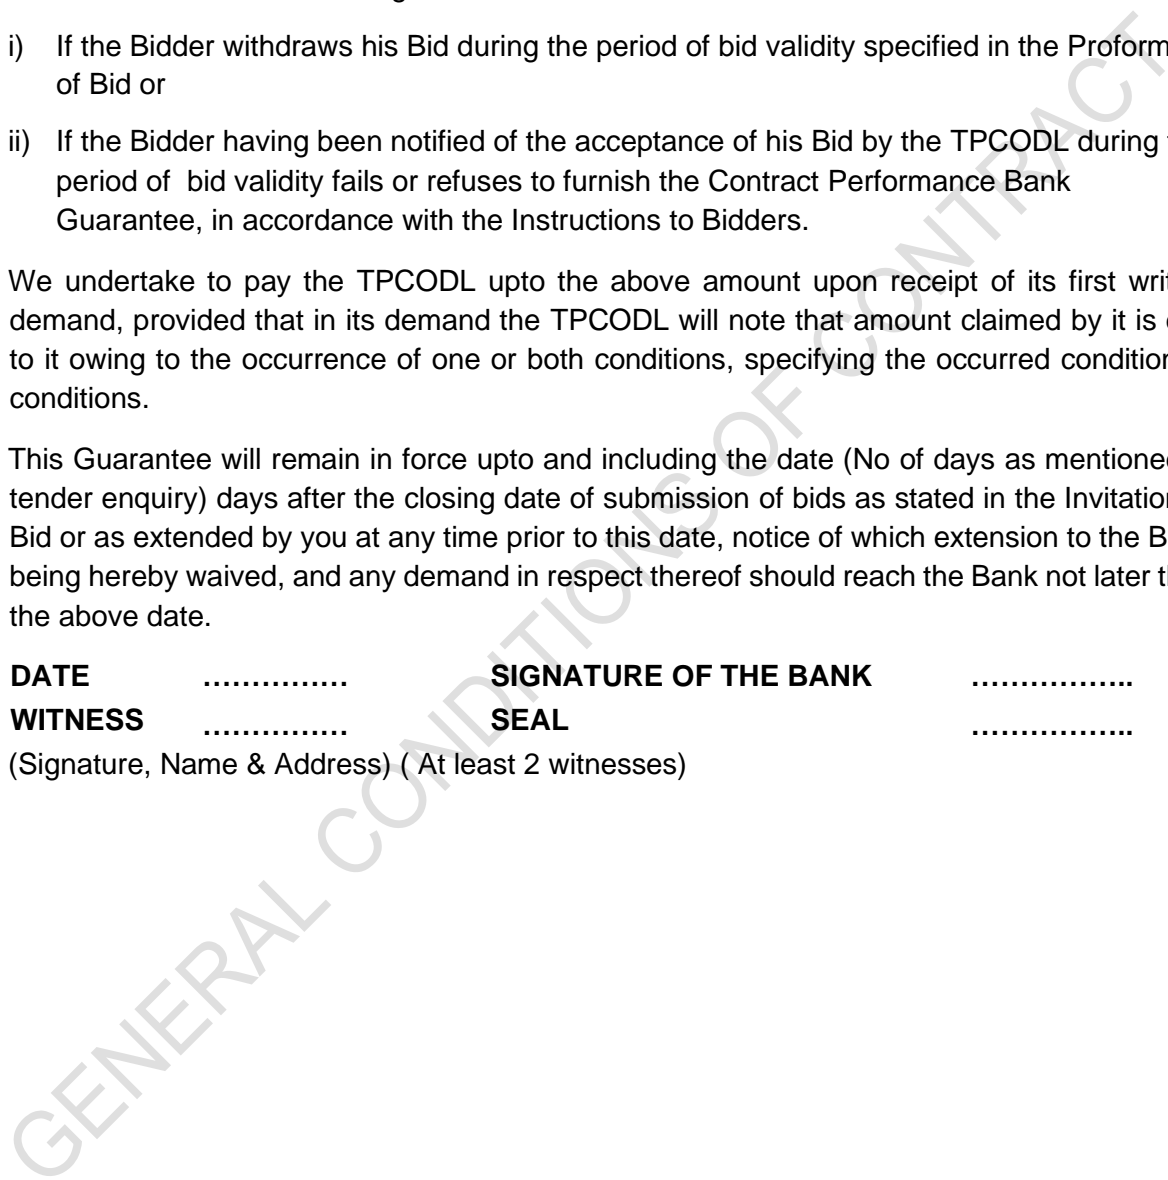 i) If the Bidder withdraws his Bid during the period of bid validity specified in the Proform
of Bid or
ii) If the Bidder having been notified of the acceptance of his Bid by the TPCODL during
period of bid validity fails or refuses to furnish the Contract Performance Bank
Guarantee, in accordance with the Instructions to Bidders.
We undertake to pay the TPCODL upto the above amount upon receipt of its first writ
demand, provided that in its demand the TPCODL will note that amount claimed by it is
to it owing to the occurrence of one or both conditions, specifying the occurred condition
conditions.
This Guarantee will remain in force upto and including the date (No of days as mentioned
tender enquiry) days after the closing date of submission of bids as stated in the Invitation
Bid or as extended by you at any time prior to this date, notice of which extension to the B
being hereby waived, and any demand in respect thereof should reach the Bank not later th
the above date.
DATE …………… SIGNATURE OF THE BANK ……………..
WITNESS …………… SEAL ……………..
(Signature, Name & Address) ( At least 2 witnesses)
GENERAL CONDITIONS OF CONTRACT